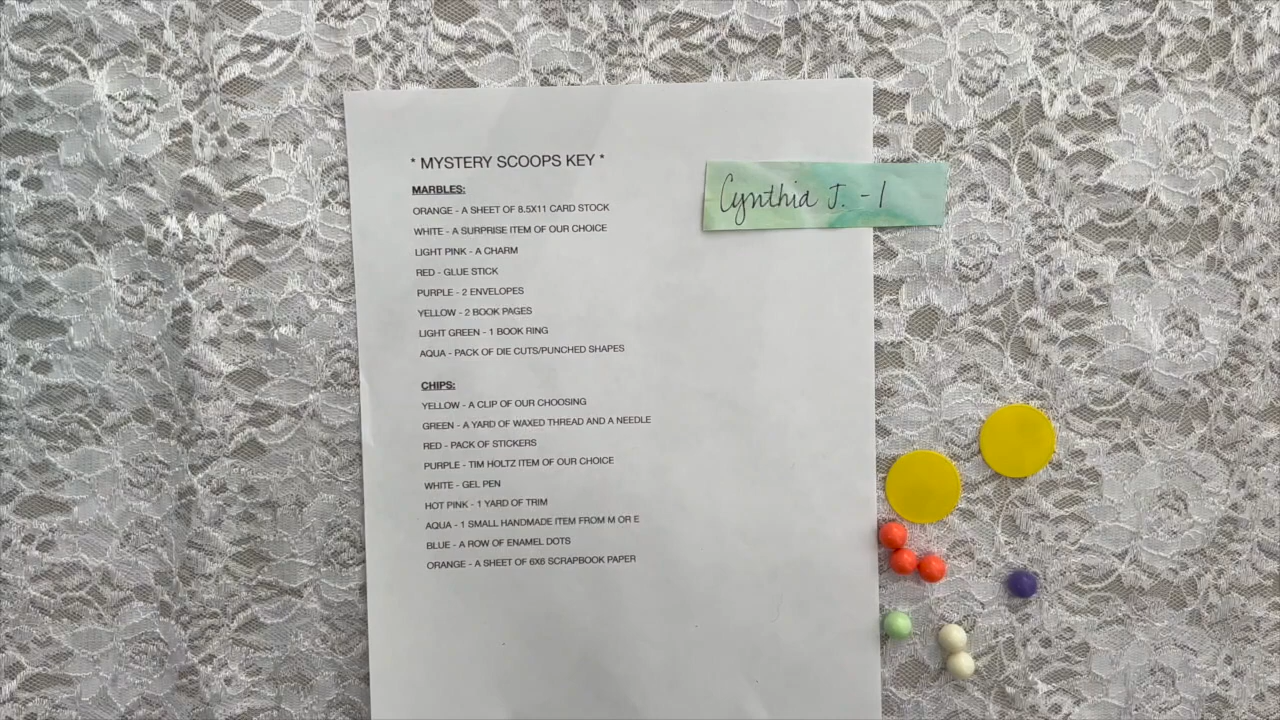 * MYSTERY SCOOPS KEY *
Cynthia J. - 1
MARBLES:
ORANGE - A SHEET OF 8.5X11 CARD STOCK
WHITE - A SURPRISE ITEM OF OUR CHOICE
LIGHT PINK - A CHARM
RED - GLUE STICK
PURPLE - 2 ENVELOPES
YELLOW - 2 BOOK PAGES
LIGHT GREEN - 1 BOOK RING
AQUA - PACK OF DIE CUTS/PUNCHED SHAPES
CHIPS:
YELLOW - A CLIP OF OUR CHOOSING
GREEN - A YARD OF WAXED THREAD AND A NEEDLE
RED - PACK OF STICKERS
PURPLE - TIM HOLTZ ITEM OF OUR CHOICE
WHITE - GEL PEN
HOT PINK - 1 YARD OF TRIM
AQUA - 1 SMALL HANDMADE ITEM FROM M OR E
BLUE - A ROW OF ENAMEL DOTS
ORANGE - A SHEET OF 6X6 SCRAPBOOK PAPER